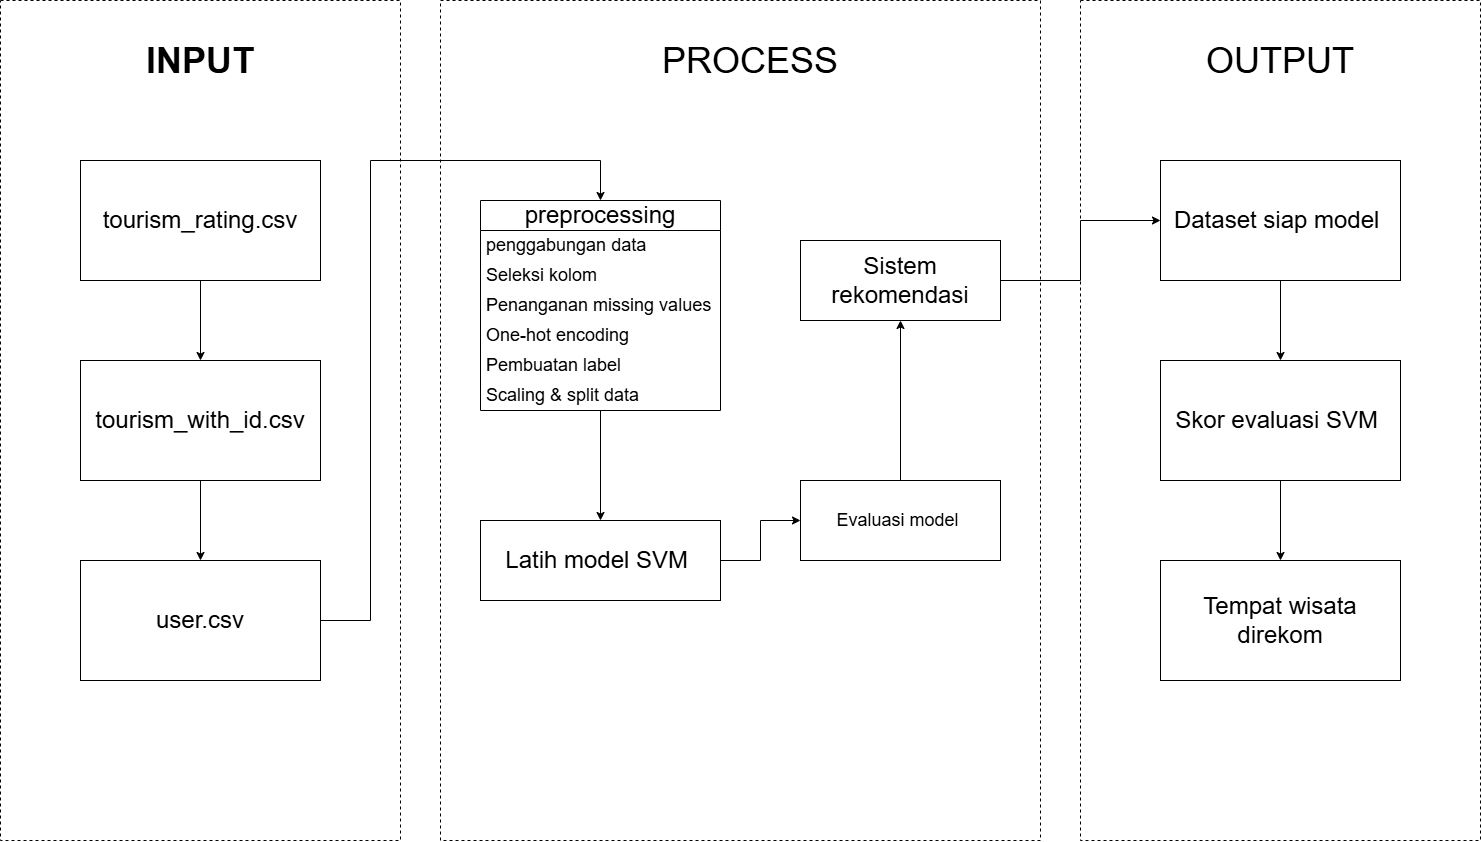 INPUT
tourism_rating.csv
tourism_with_id.csv
user.csv
PROCESS
preprocessing
penggabungan data
Seleksi kolom
Penanganan missing values
One-hot encoding
Pembuatan label
Scaling & split data
Latih model SVM
Evaluasi model
Sistem
rekomendasi
OUTPUT
Dataset siap model
Skor evaluasi SVM
Tempat wisata
direkom